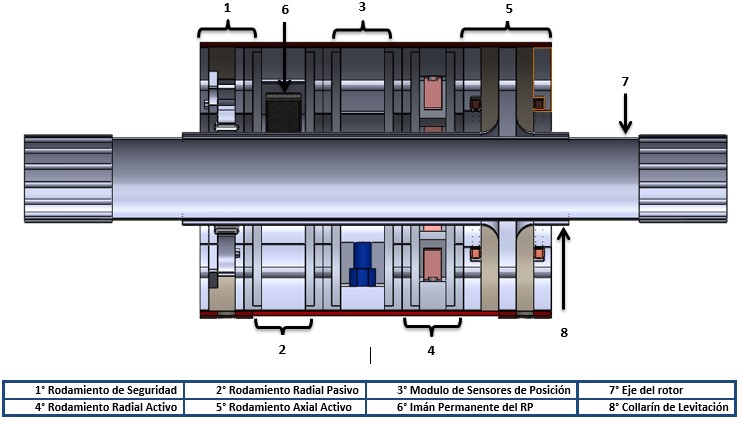 1 6 3 5
7
2 4 8
1° Rodamiento de Seguridad 2° Rodamiento Radial Pasivo 3° Modulo de Sensores de Posición 7° Eje del rotor
4° Rodamiento Radial Activo 5° Rodamiento Axial Activo 6° Imán Permanente del RP 8° Collarín de Levitación